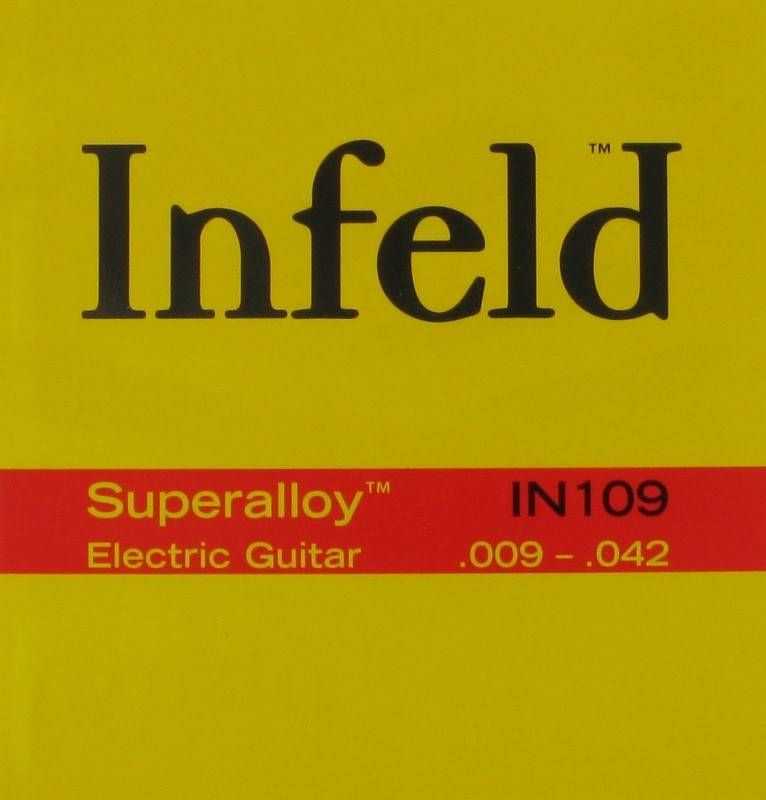 Infeld™
Superalloy™ IN109
Electric Guitar .009 – .042